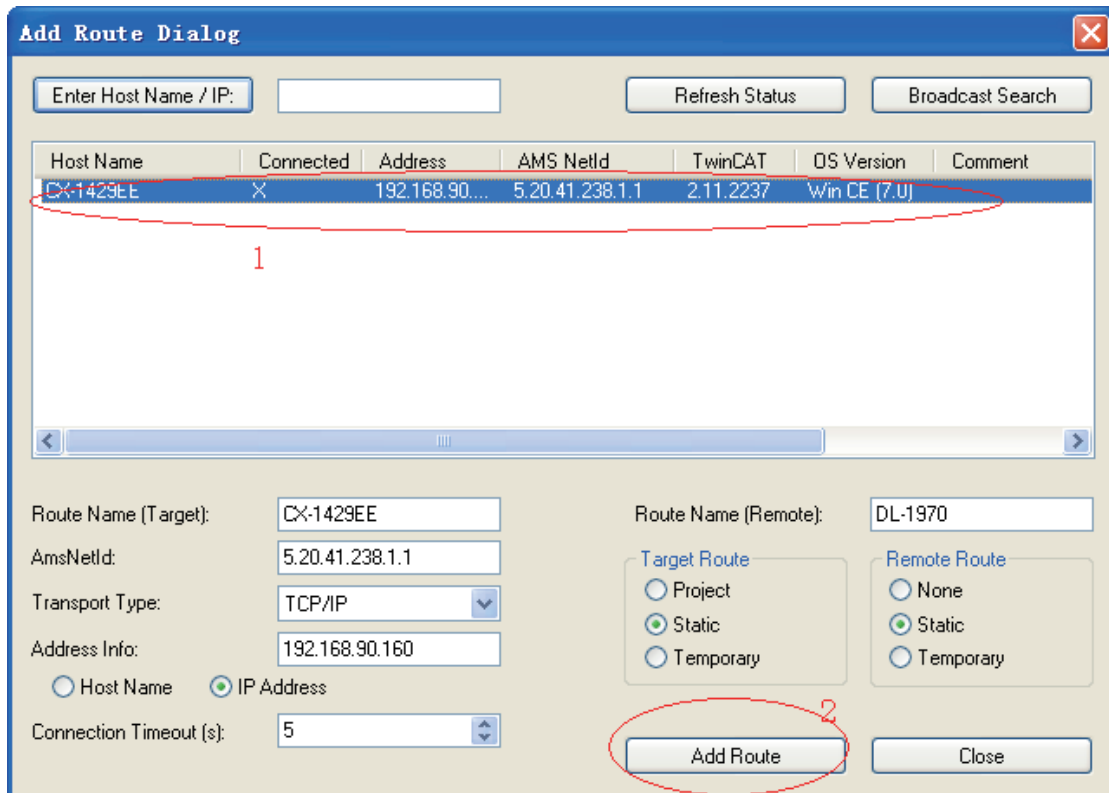 Add Route Dialog
Enter Host Name / IP: Refresh Status Broadcast Search
Host Name Connected Address AMS NetId TwinCAT OS Version Comment
CX-1429EE X 192.168.90.... 5.20.41.238.1.1 2.11.2237 Win CE (7.0)
1
Route Name (Target): CX-1429EE Route Name (Remote): DL-1970
AmsNetId: 5.20.41.238.1.1 Target Route Remote Route
Project None
Transport Type: TCP/IP
Static Static
Address Info: 192.168.90.160
Temporary Temporary
Host Name IP Address
2
Connection Timeout (s): 5
Add Route Close